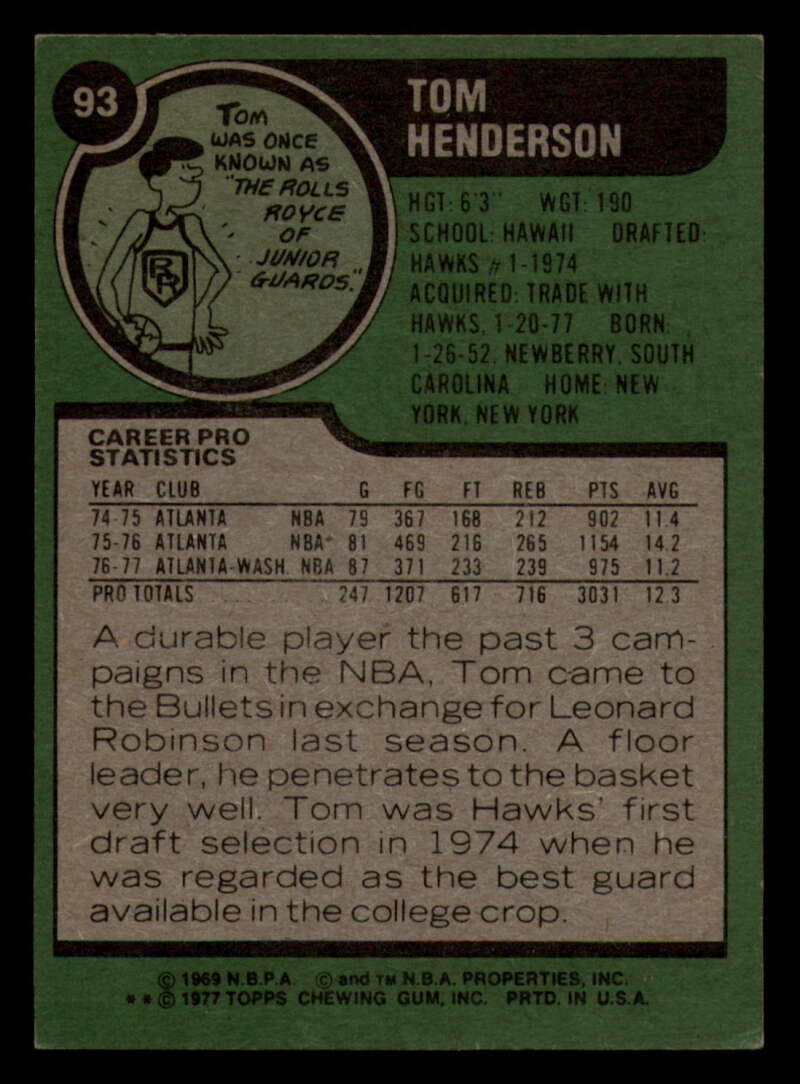 93
TOM
HENDERSON
TOM
WAS ONCE
KNOWN AS
"THE ROLLS
ROYCE
OF
JUNIOR
GUARDS."
RR
HGT: 6'3" WGT: 190
SCHOOL: HAWAII DRAFTED:
HAWKS #1-1974
ACQUIRED: TRADE WITH
HAWKS, 1-20-77 BORN:
1-26-52, NEWBERRY, SOUTH
CAROLINA HOME: NEW
YORK, NEW YORK
CAREER PRO
STATISTICS
YEAR CLUB G FG FT REB PTS AVG
74-75 ATLANTA NBA 79 367 168 212 902 11.4
75-76 ATLANTA NBA 81 469 216 265 1154 14.2
76-77 ATLANTA-WASH. NBA 87 371 233 239 975 11.2
PRO TOTALS 247 1207 617 716 3031 12.3
A durable player the past 3 cam-
paigns in the NBA, Tom came to
the Bullets in exchange for Leonard
Robinson last season. A floor
leader, he penetrates to the basket
very well. Tom was Hawks' first
draft selection in 1974 when he
was regarded as the best guard
available in the college crop.
© 1969 N.B.P.A. © and TM N.B.A. PROPERTIES, INC.
* * © 1977 TOPPS CHEWING GUM, INC. PRTD. IN U.S.A.